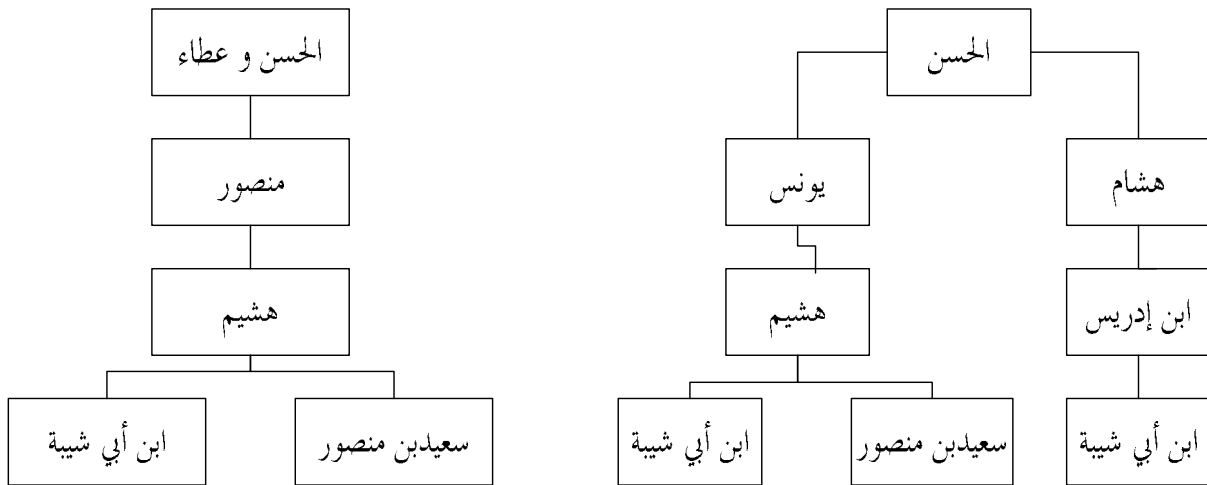 الحسن
الحسن و عطاء
هشام
يونس
منصور
ابن إدريس
هشيم
هشيم
ابن أبي شيبة
سعيدبن منصور
ابن أبي شيبة
سعيدبن منصور
ابن أبي شيبة